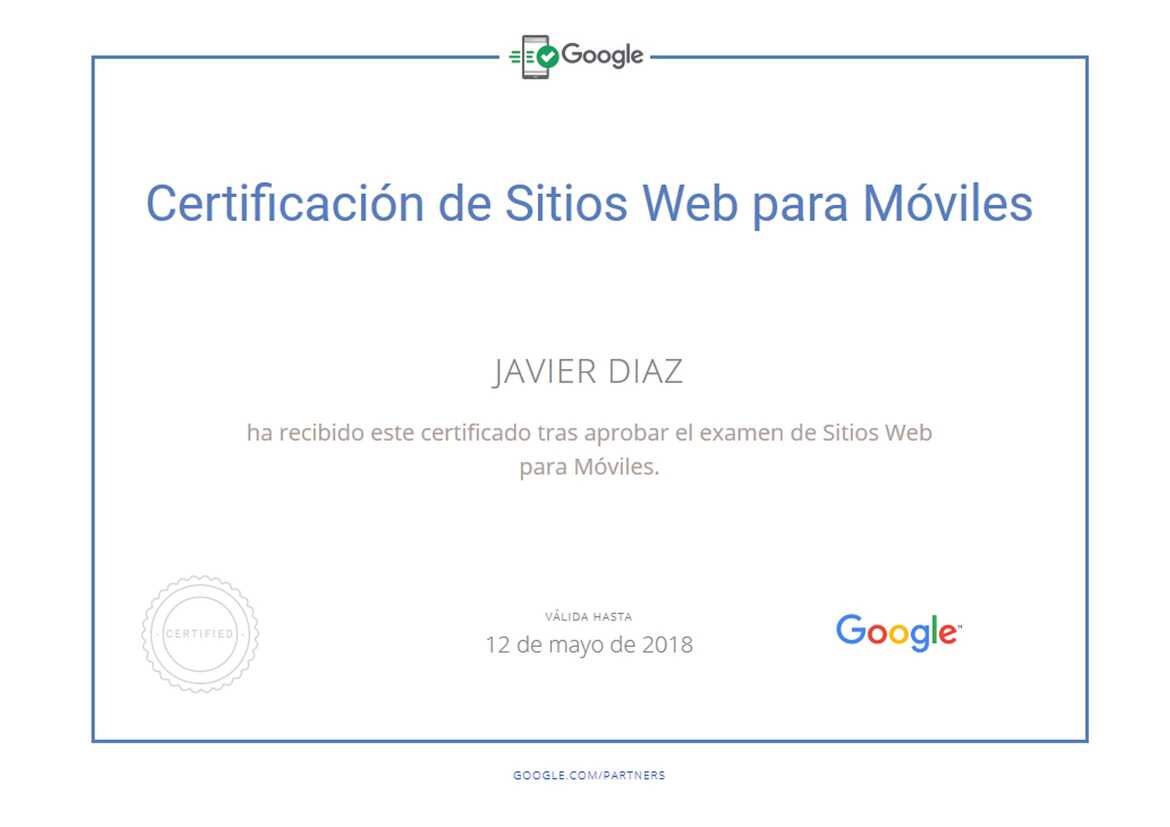 Google
Certificación de Sitios Web para Móviles
JAVIER DIAZ
ha recibido este certificado tras aprobar el examen de Sitios Web
para Móviles.
· CERTIFIED ·
VÁLIDA HASTA
12 de mayo de 2018
Google™
GOOGLE.COM/PARTNERS